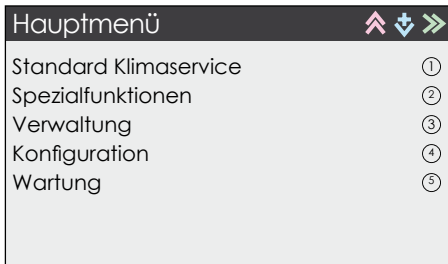 Hauptmenü
Standard Klimaservice ①
Spezialfunktionen ②
Verwaltung ③
Konfiguration ④
Wartung ⑤